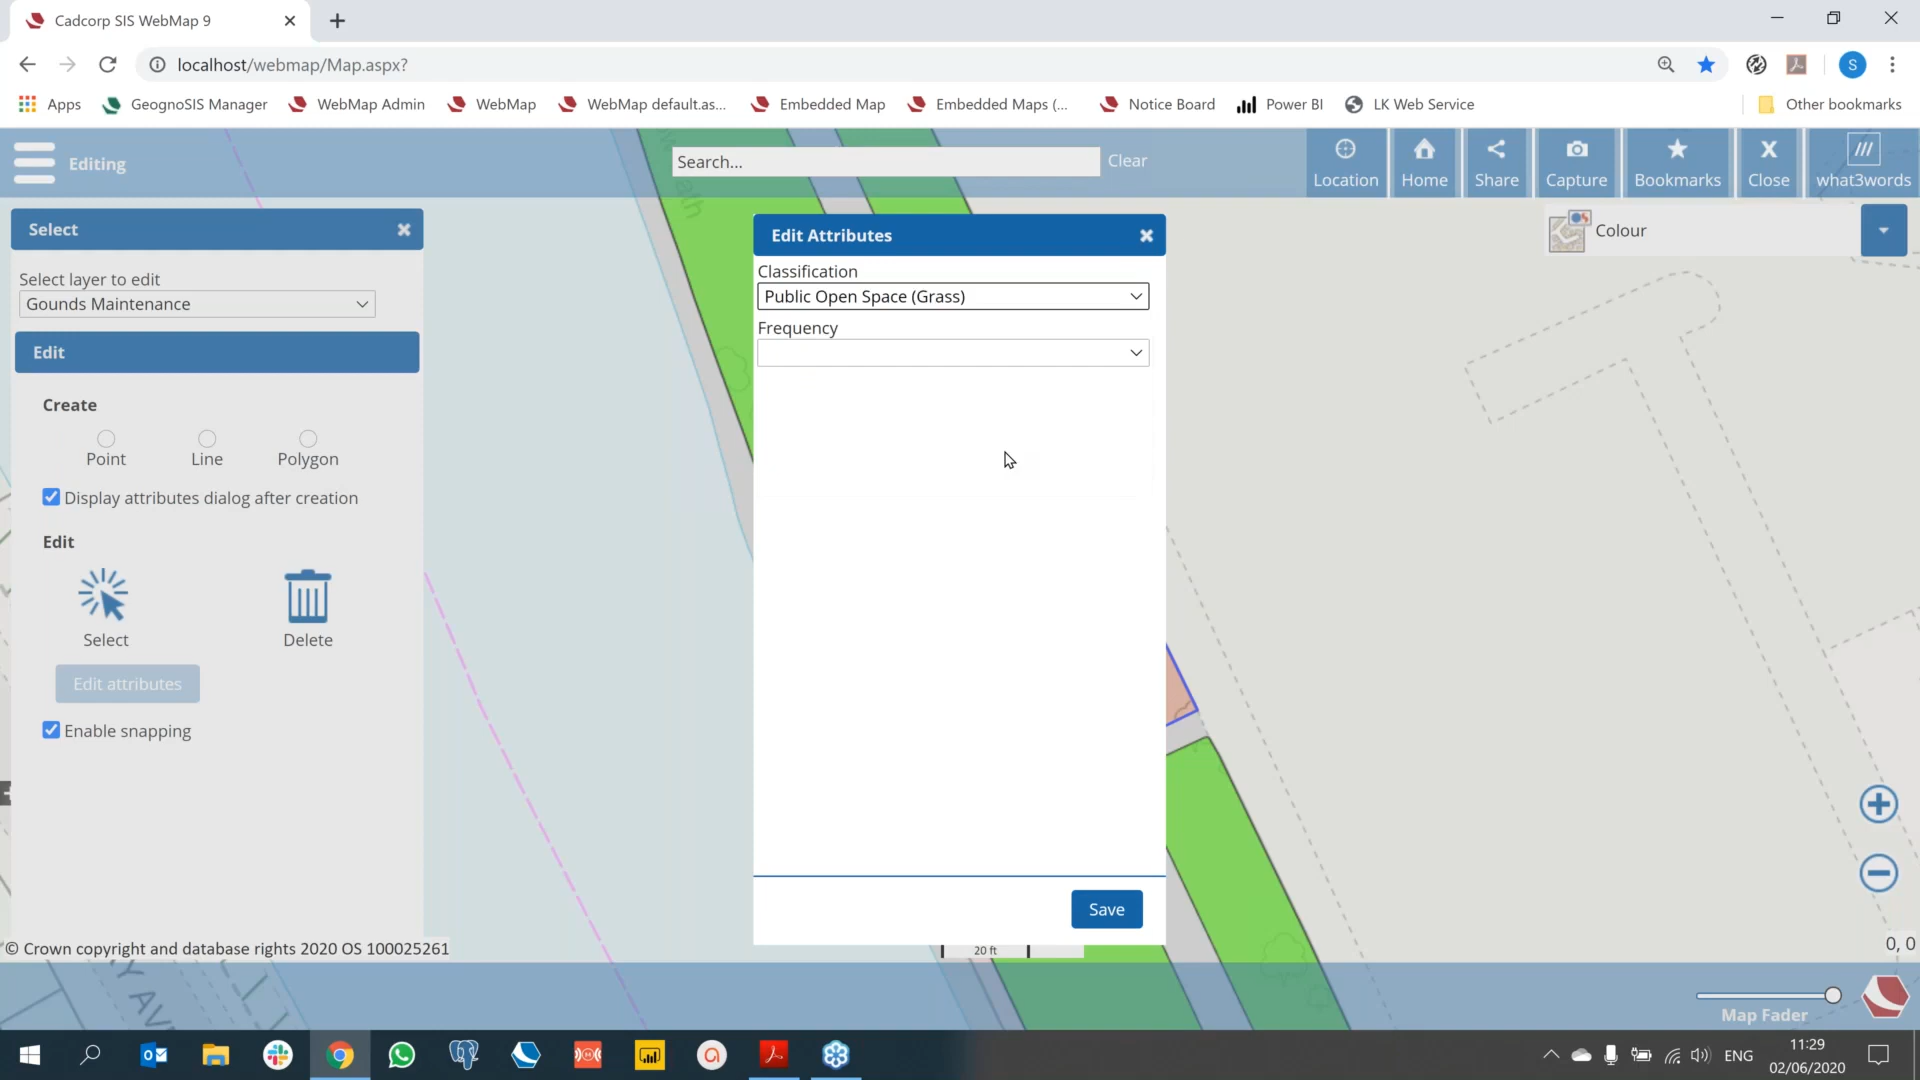 Cadcorp SIS WebMap 9
localhost/webmap/Map.aspx?
S
Apps GeognoSIS Manager WebMap Admin WebMap WebMap default.as... Embedded Map Embedded Maps (... Notice Board Power BI LK Web Service Other bookmarks
Editing
Search...
Clear
Location Home Share Capture Bookmarks Close what3words
Select
Select layer to edit
Gounds Maintenance
Edit
Create
Point Line Polygon
Display attributes dialog after creation
Edit
Select Delete
Edit attributes
Enable snapping
Edit Attributes
Classification
Public Open Space (Grass)
Frequency
Save
Colour
© Crown copyright and database rights 2020 OS 100025261
20 ft
0, 0
Map Fader
ENG
11:29
02/06/2020